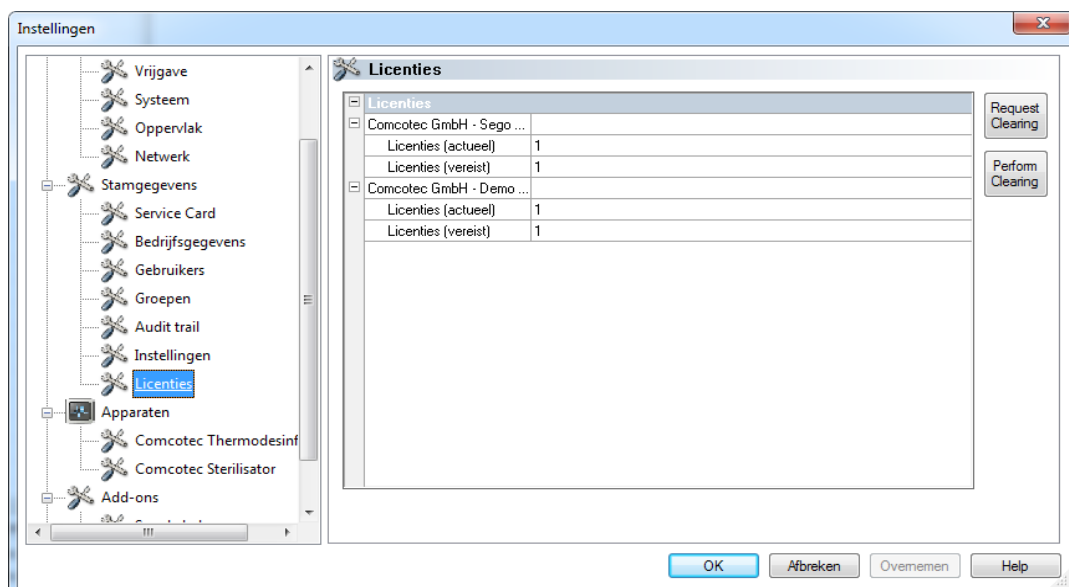 Instellingen
Vrijgave
Systeem
Oppervlak
Netwerk
Stamgegevens
Service Card
Bedrijfsgegevens
Gebruikers
Groepen
Audit trail
Instellingen
Licenties
Apparaten
Comcotec Thermodesinf
Comcotec Sterilisator
Add-ons
Licenties
Licenties
Comcotec GmbH - Sego ...
Licenties (actueel) 1
Licenties (vereist) 1
Comcotec GmbH - Demo ...
Licenties (actueel) 1
Licenties (vereist) 1
Request
Clearing
Perform
Clearing
OK
Afbreken
Overnemen
Help